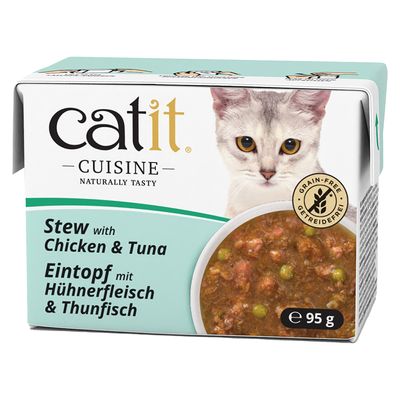 catit®
CUISINE
NATURALLY TASTY
Stew with
Chicken & Tuna
Eintopf mit
Hühnerfleisch
& Thunfisch
GRAIN-FREE
GETREIDEFREI
℮ 95 g